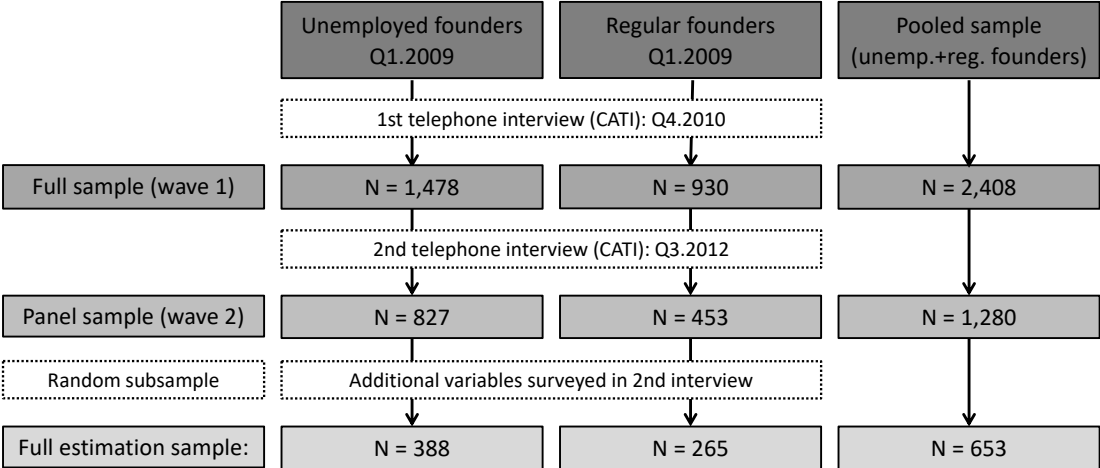 Unemployed founders
Q1.2009
Regular founders
Q1.2009
Pooled sample
(unemp.+reg. founders)
1st telephone interview (CATI): Q4.2010
Full sample (wave 1)
N = 1,478
N = 930
N = 2,408
2nd telephone interview (CATI): Q3.2012
Panel sample (wave 2)
N = 827
N = 453
N = 1,280
Random subsample
Additional variables surveyed in 2nd interview
Full estimation sample:
N = 388
N = 265
N = 653